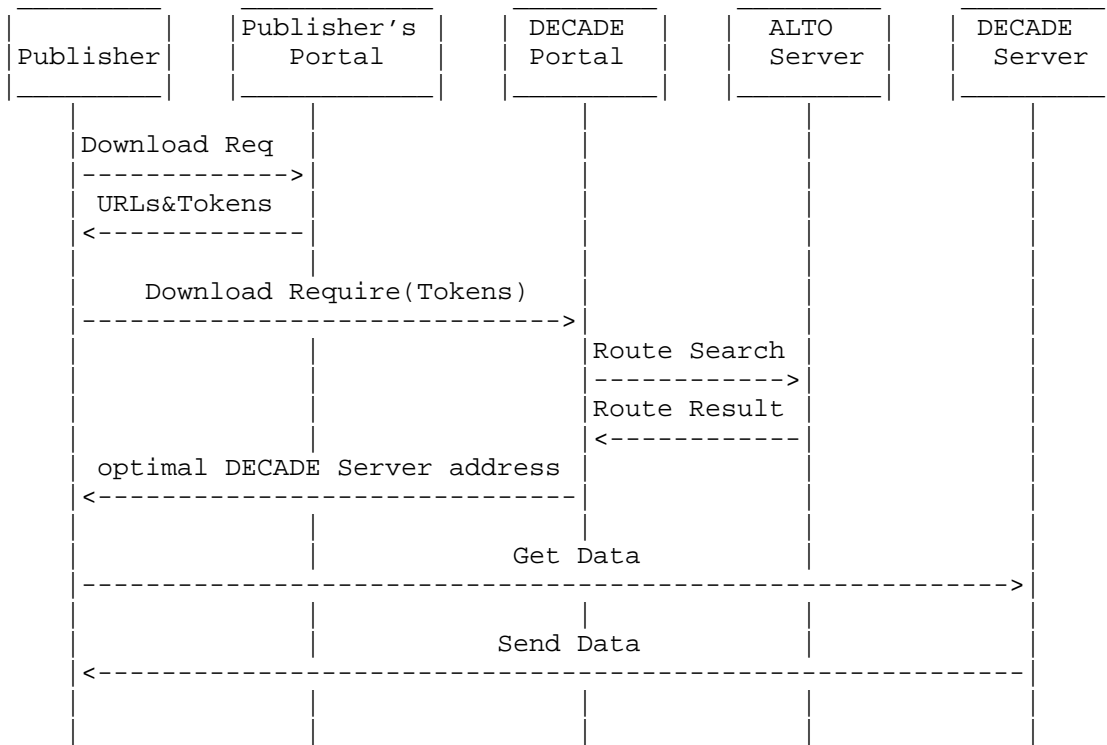 Publisher's DECADE ALTO DECADE
Publisher Portal Portal Server Server
Download Req
URLs&Tokens
Download Require(Tokens)
Route Search
Route Result
optimal DECADE Server address
Get Data
Send Data